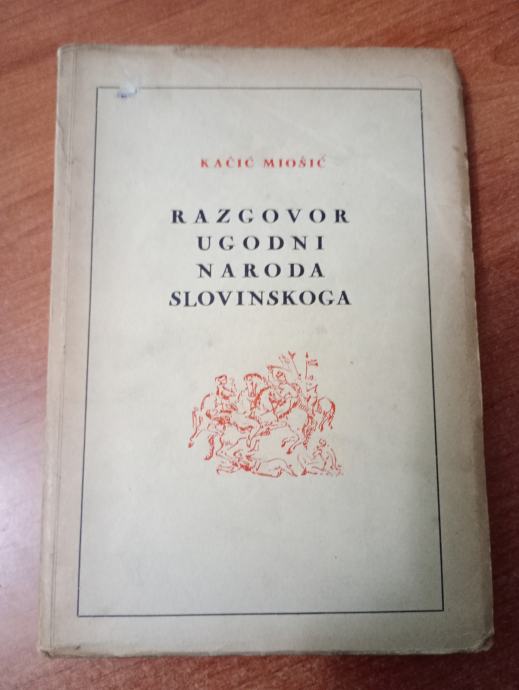 KAČIĆ MIOŠIĆ
RAZGOVOR
UGODNI
NARODA
SLOVINSKOGA